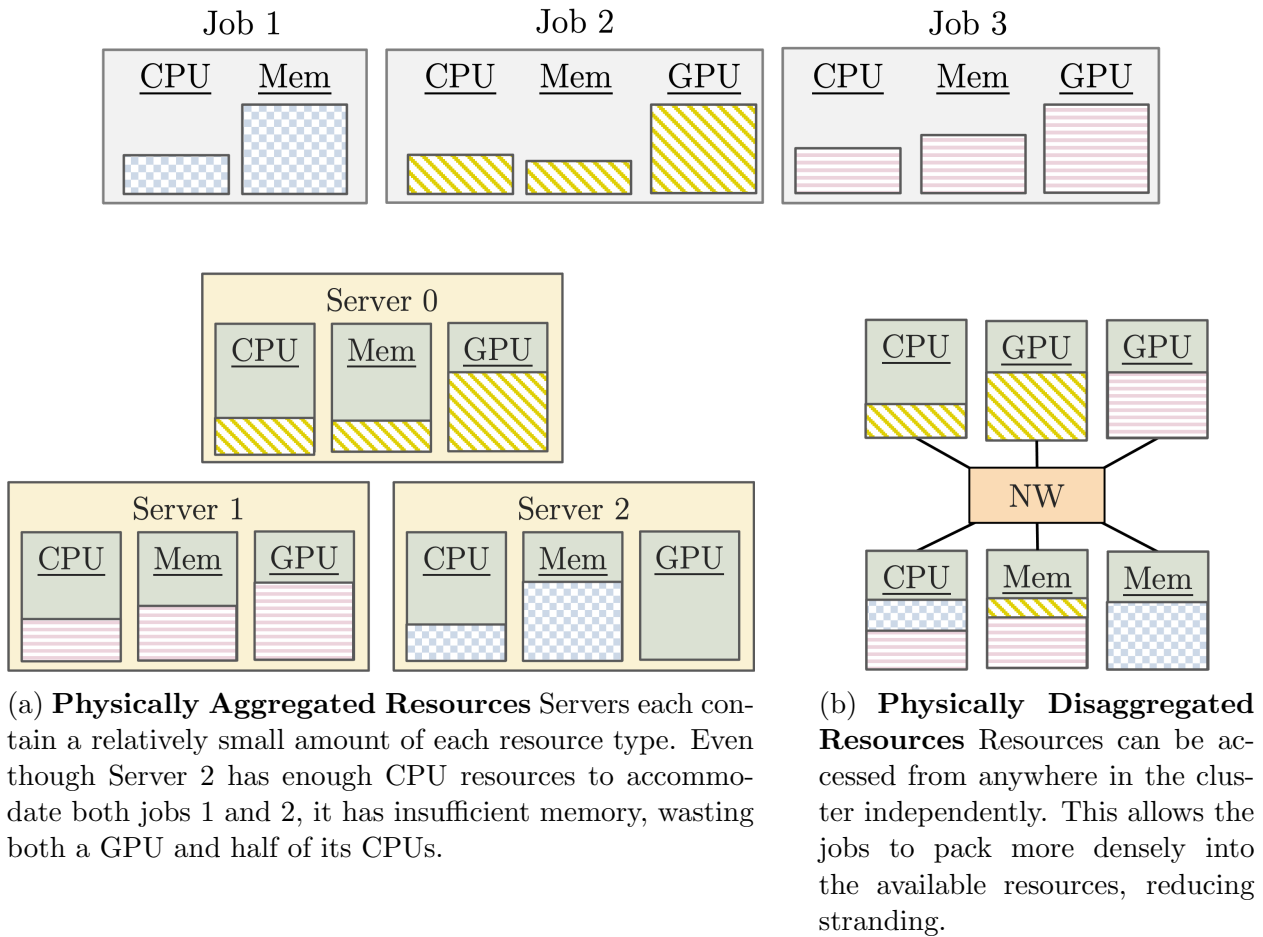 Job 1
Job 2
Job 3
CPU Mem
CPU Mem GPU
CPU Mem GPU
Server 0
CPU Mem GPU
Server 1
CPU Mem GPU
Server 2
CPU Mem GPU
(a) Physically Aggregated Resources Servers each con-
tain a relatively small amount of each resource type. Even
though Server 2 has enough CPU resources to accommo-
date both jobs 1 and 2, it has insufficient memory, wasting
both a GPU and half of its CPUs.
CPU GPU GPU
NW
CPU Mem Mem
(b) Physically Disaggregated
Resources Resources can be ac-
cessed from anywhere in the clus-
ter independently. This allows the
jobs to pack more densely into
the available resources, reducing
stranding.